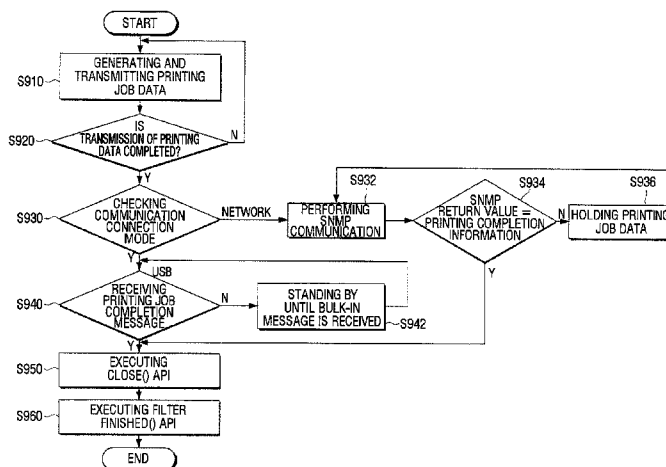 START
S910
GENERATING AND
TRANSMITTING PRINTING
JOB DATA
S920
IS
TRANSMISSION OF PRINTING
DATA COMPLETED?
N
Y
S930
CHECKING
COMMUNICATION
CONNECTION
MODE
NETWORK
S932
PERFORMING
SNMP
COMMUNICATION
S934
SNMP
RETURN VALUE =
PRINTING COMPLETION
INFORMATION
N
S936
HOLDING PRINTING
JOB DATA
Y
Y
USB
S940
RECEIVING
PRINTING JOB
COMPLETION
MESSAGE
N
STANDING BY
UNTIL BULK-IN
MESSAGE IS RECEIVED
S942
Y
S950
EXECUTING
CLOSE() API
S960
EXECUTING FILTER
FINISHED() API
END